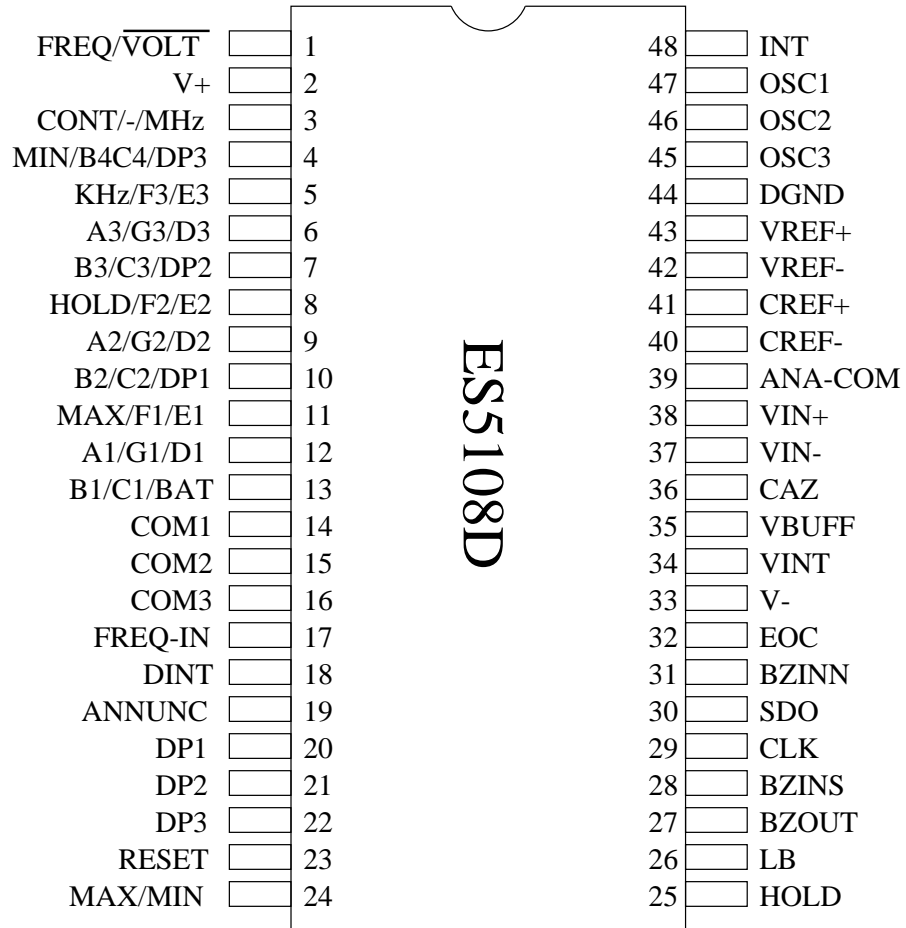 FREQ/VOLT 1 48 INT
V+ 2 47 OSC1
CONT/-/MHz 3 46 OSC2
MIN/B4C4/DP3 4 45 OSC3
KHz/F3/E3 5 44 DGND
A3/G3/D3 6 43 VREF+
B3/C3/DP2 7 42 VREF-
HOLD/F2/E2 8 41 CREF+
A2/G2/D2 9 40 CREF-
B2/C2/DP1 10 39 ANA-COM
MAX/F1/E1 11 38 VIN+
A1/G1/D1 12 37 VIN-
B1/C1/BAT 13 36 CAZ
COM1 14 35 VBUFF
COM2 15 34 VINT
COM3 16 33 V-
FREQ-IN 17 32 EOC
DINT 18 31 BZINN
ANNUNC 19 30 SDO
DP1 20 29 CLK
DP2 21 28 BZINS
DP3 22 27 BZOUT
RESET 23 26 LB
MAX/MIN 24 25 HOLD
ES5108D